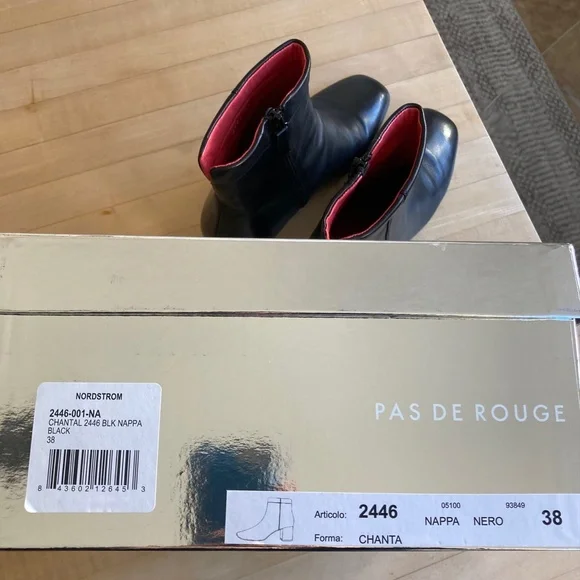 PAS DE ROUGE
NORDSTROM
2446-001-NA
CHANTAL 2446 BLK NAPPA
BLACK
38
8 43602 12645 3
Articolo: 2446 05100 93849
NAPPA NERO 38
Forma: CHANTA